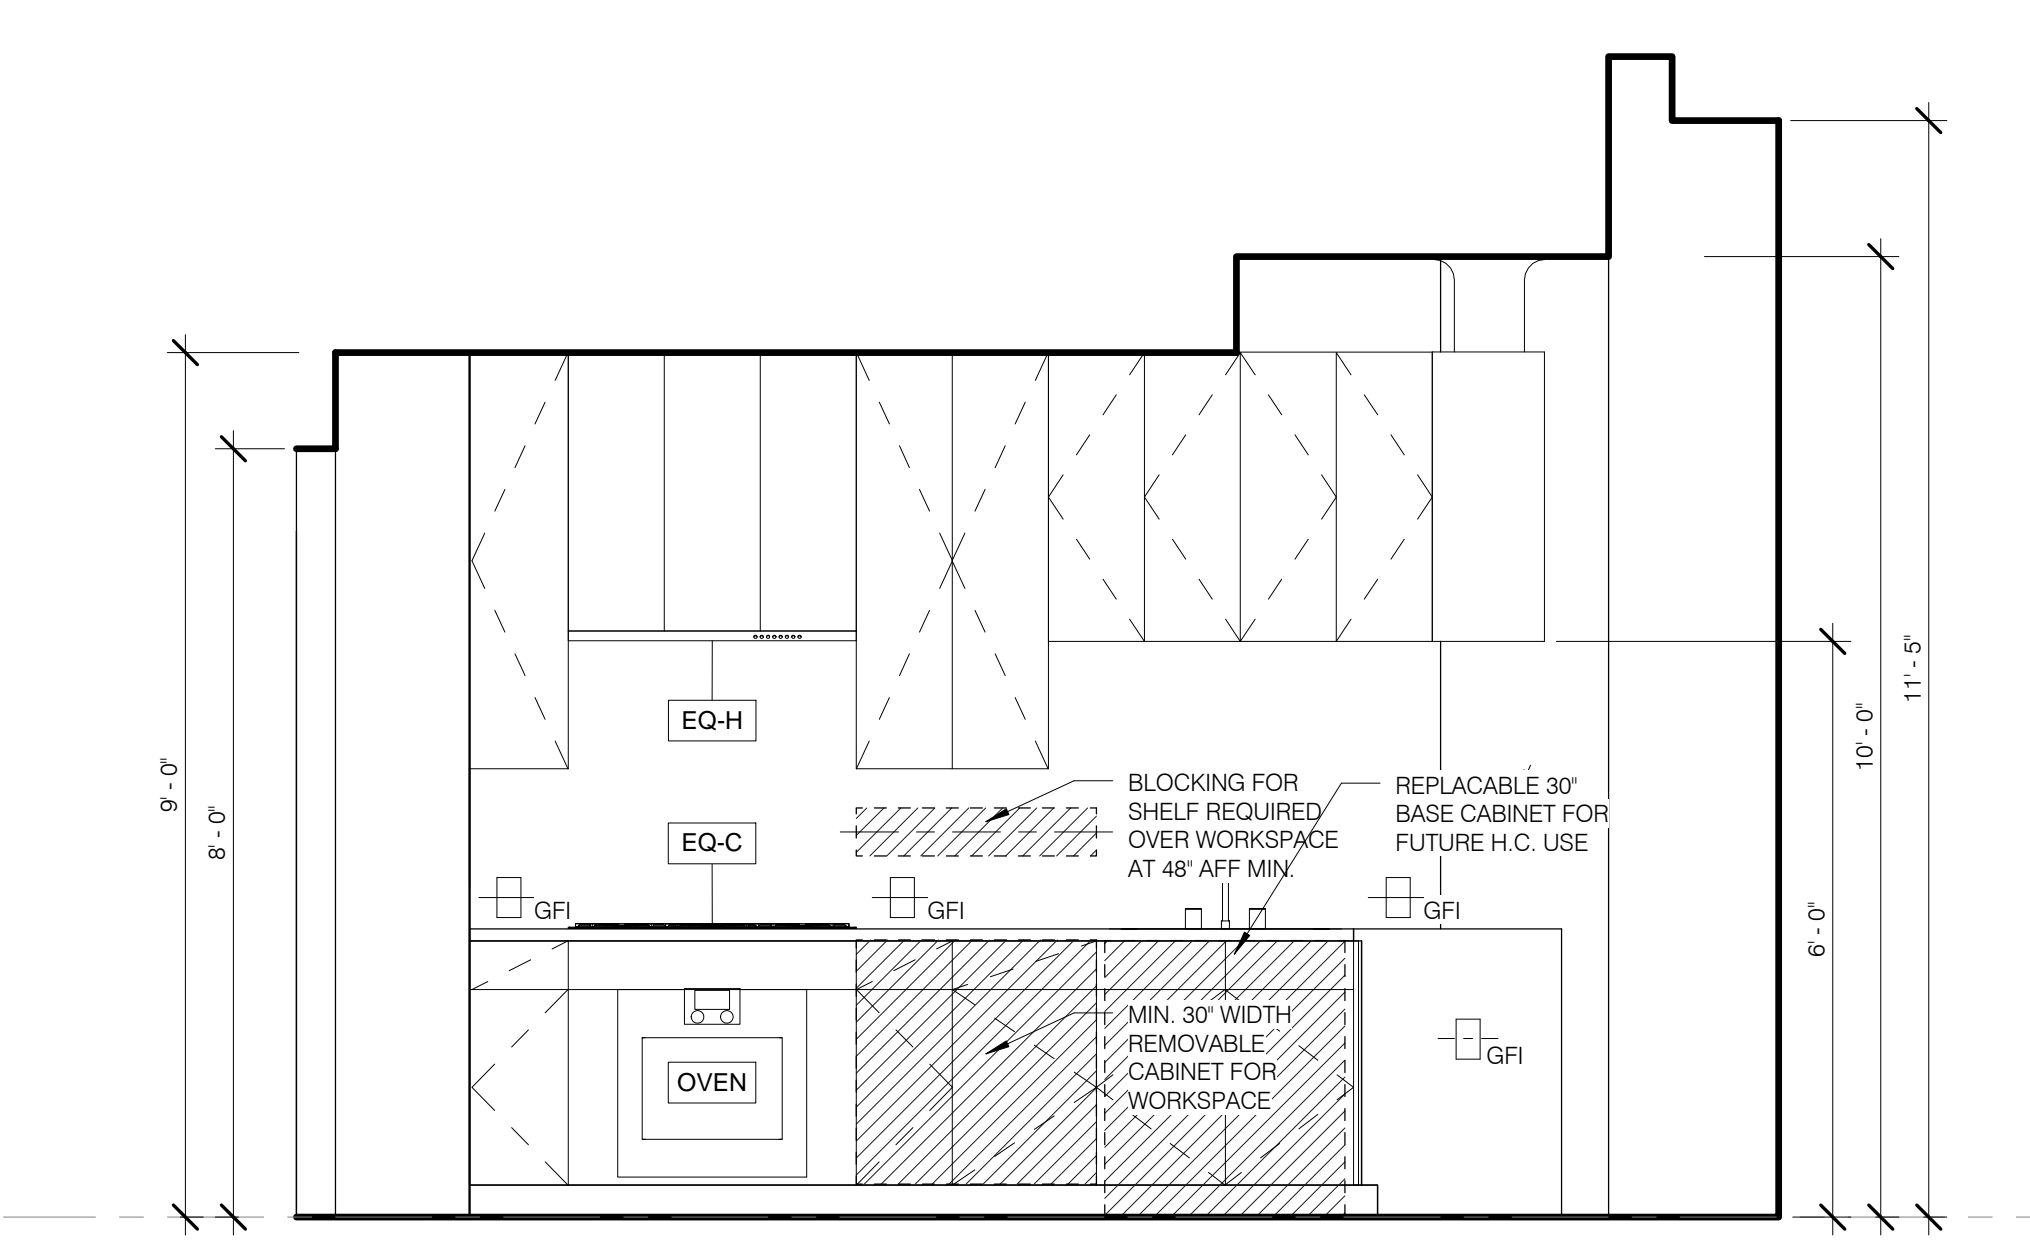 11' - 5"
10' - 0"
9' - 0"
8' - 0"
6' - 0"
EQ-H
EQ-C
BLOCKING FOR
SHELF REQUIRED
OVER WORKSPACE
AT 48" AFF MIN.
REPLACABLE 30"
BASE CABINET FOR
FUTURE H.C. USE
GFI
GFI
GFI
MIN. 30" WIDTH
REMOVABLE
CABINET FOR
WORKSPACE
GFI
OVEN